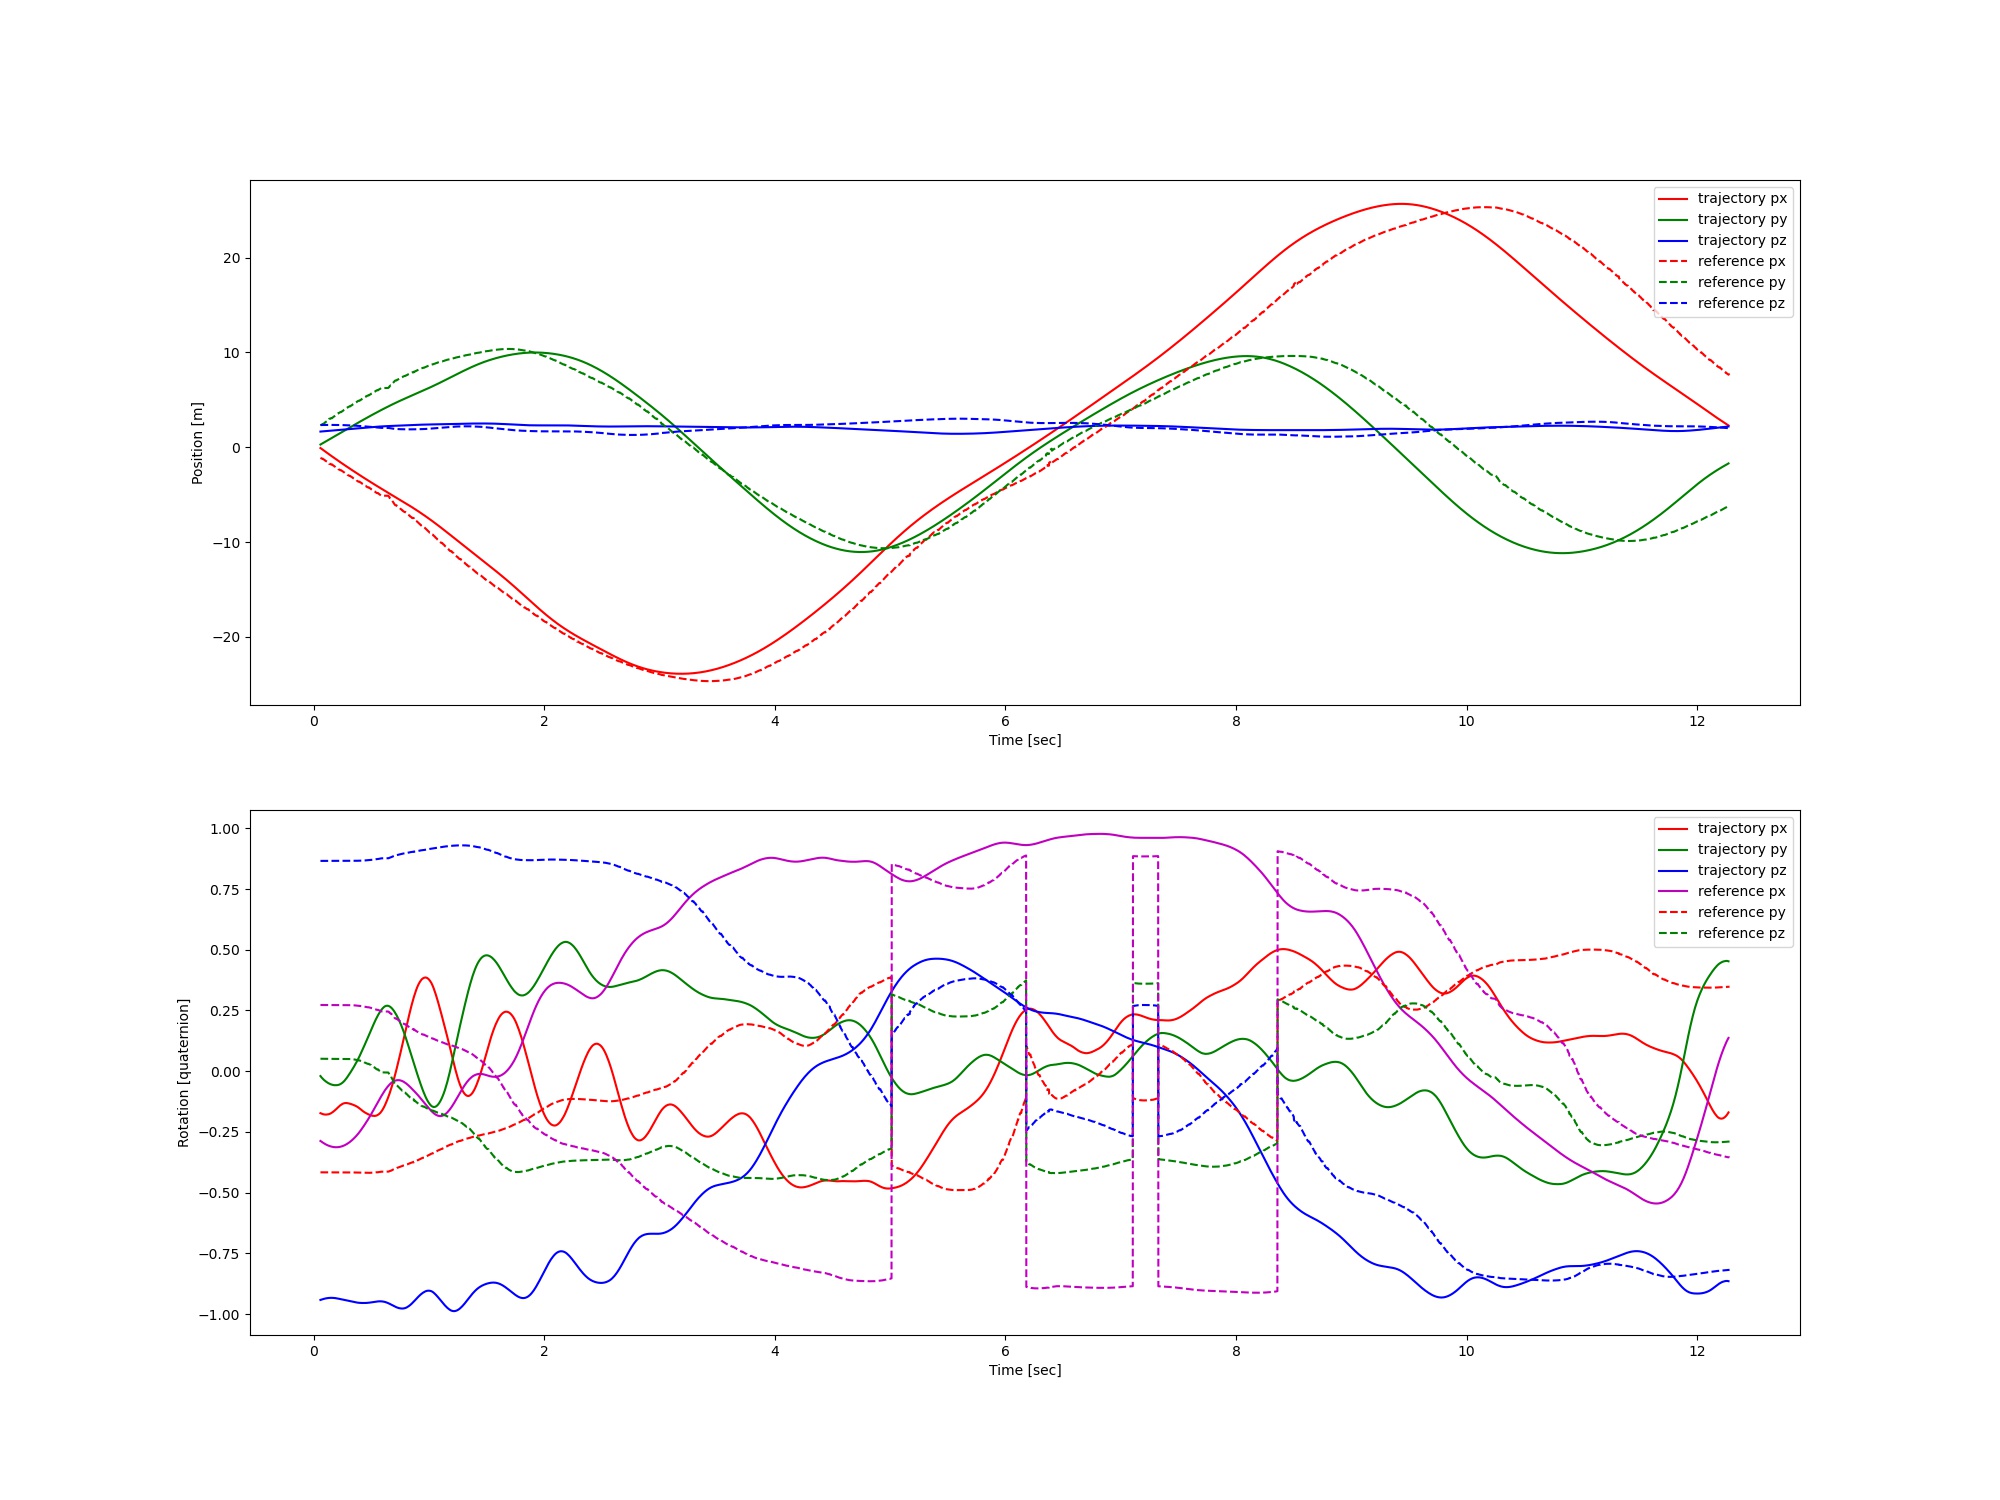 20
10
0
−10
−20
Position [m]
trajectory px
trajectory py
trajectory pz
reference px
reference py
reference pz
0 2 4 6 8 10 12
Time [sec]
1.00
0.75
0.50
0.25
0.00
−0.25
−0.50
−0.75
−1.00
Rotation [quaternion]
trajectory px
trajectory py
trajectory pz
reference px
reference py
reference pz
0 2 4 6 8 10 12
Time [sec]